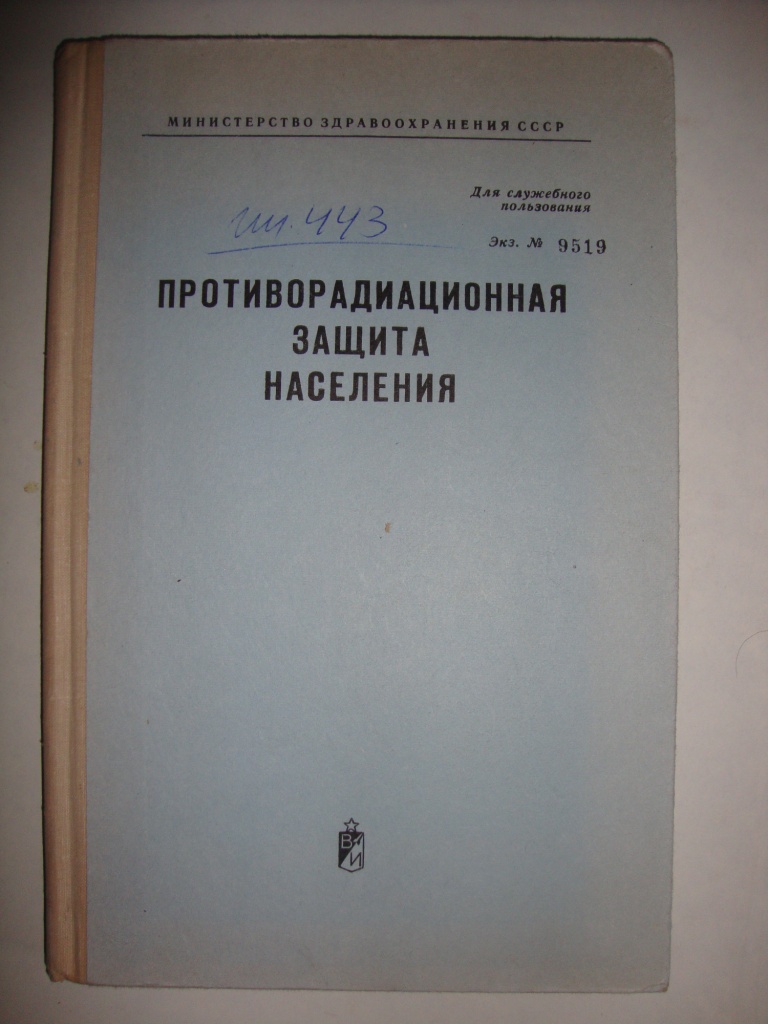 МИНИСТЕРСТВО ЗДРАВООХРАНЕНИЯ СССР
Для служебного
пользования
443
Экз. № 9519
ПРОТИВОРАДИАЦИОННАЯ
ЗАЩИТА
НАСЕЛЕНИЯ
В
И